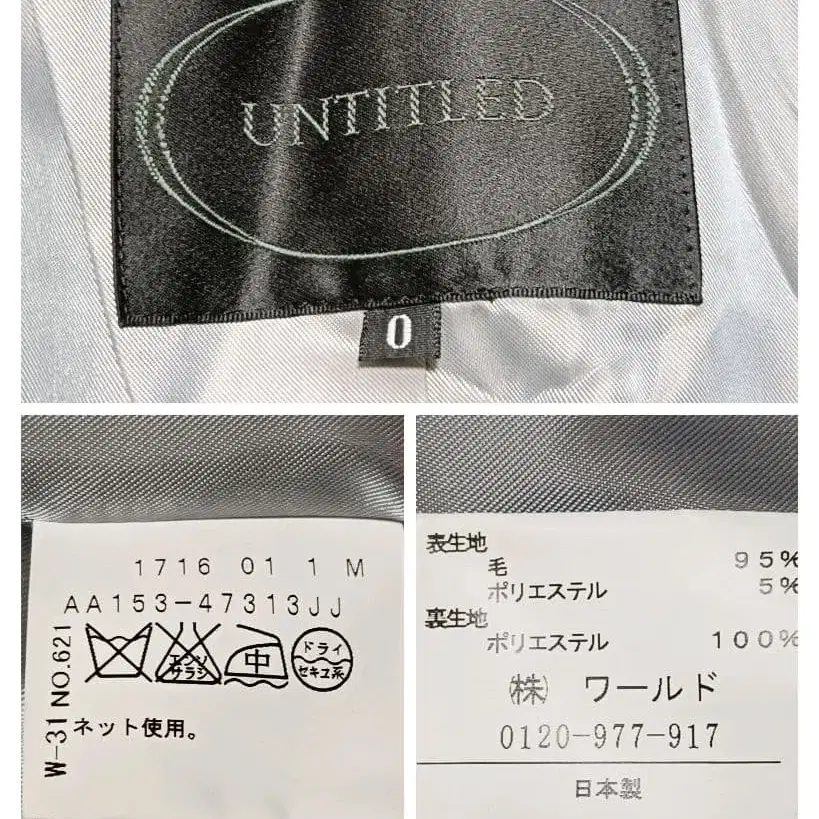 UNTITLED
0
1716 01 1 M
AA153-47313JJ
エンソ
サラシ
中
ドライ
セキユ系
W-31 NO.621
ネット使用。
表生地
毛 95%
ポリエステル 5%
裏生地
ポリエステル 100%
㈱ ワールド
0120-977-917
日本製